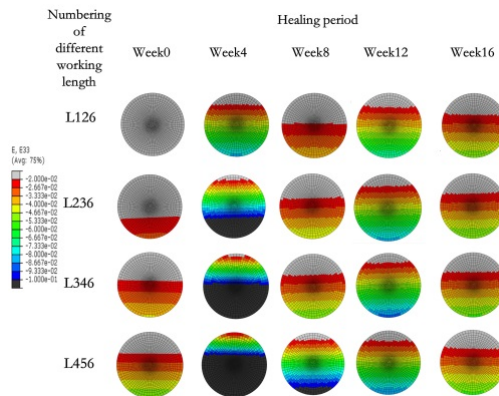 Numbering
of
different
working
length
Healing period
Week0
Week4
Week8
Week12
Week16
L126
E, E33
(Avg: 75%)
-2.000e-02
-2.667e-02
-3.333e-02
-4.000e-02
-4.667e-02
-5.333e-02
-6.000e-02
-6.667e-02
-7.333e-02
-8.000e-02
-8.667e-02
-9.333e-02
-1.000e-01
L236
L346
L456